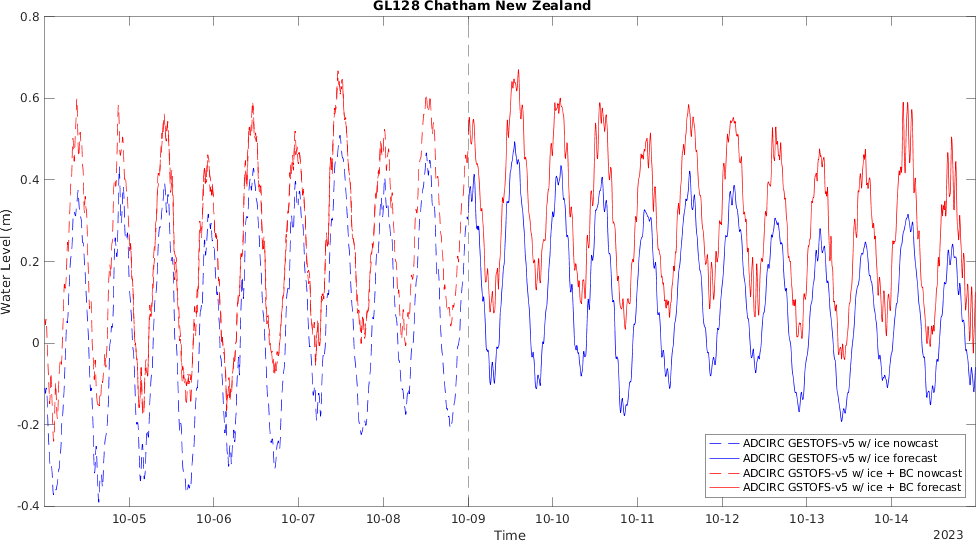 GL128 Chatham New Zealand
0.8
0.6
0.4
0.2
0
-0.2
-0.4
Water Level (m)
ADCIRC GESTOFS-v5 w/ ice nowcast
ADCIRC GESTOFS-v5 w/ ice forecast
ADCIRC GSTOFS-v5 w/ ice + BC nowcast
ADCIRC GSTOFS-v5 w/ ice + BC forecast
10-05 10-06 10-07 10-08 10-09 10-10 10-11 10-12 10-13 10-14
Time
2023